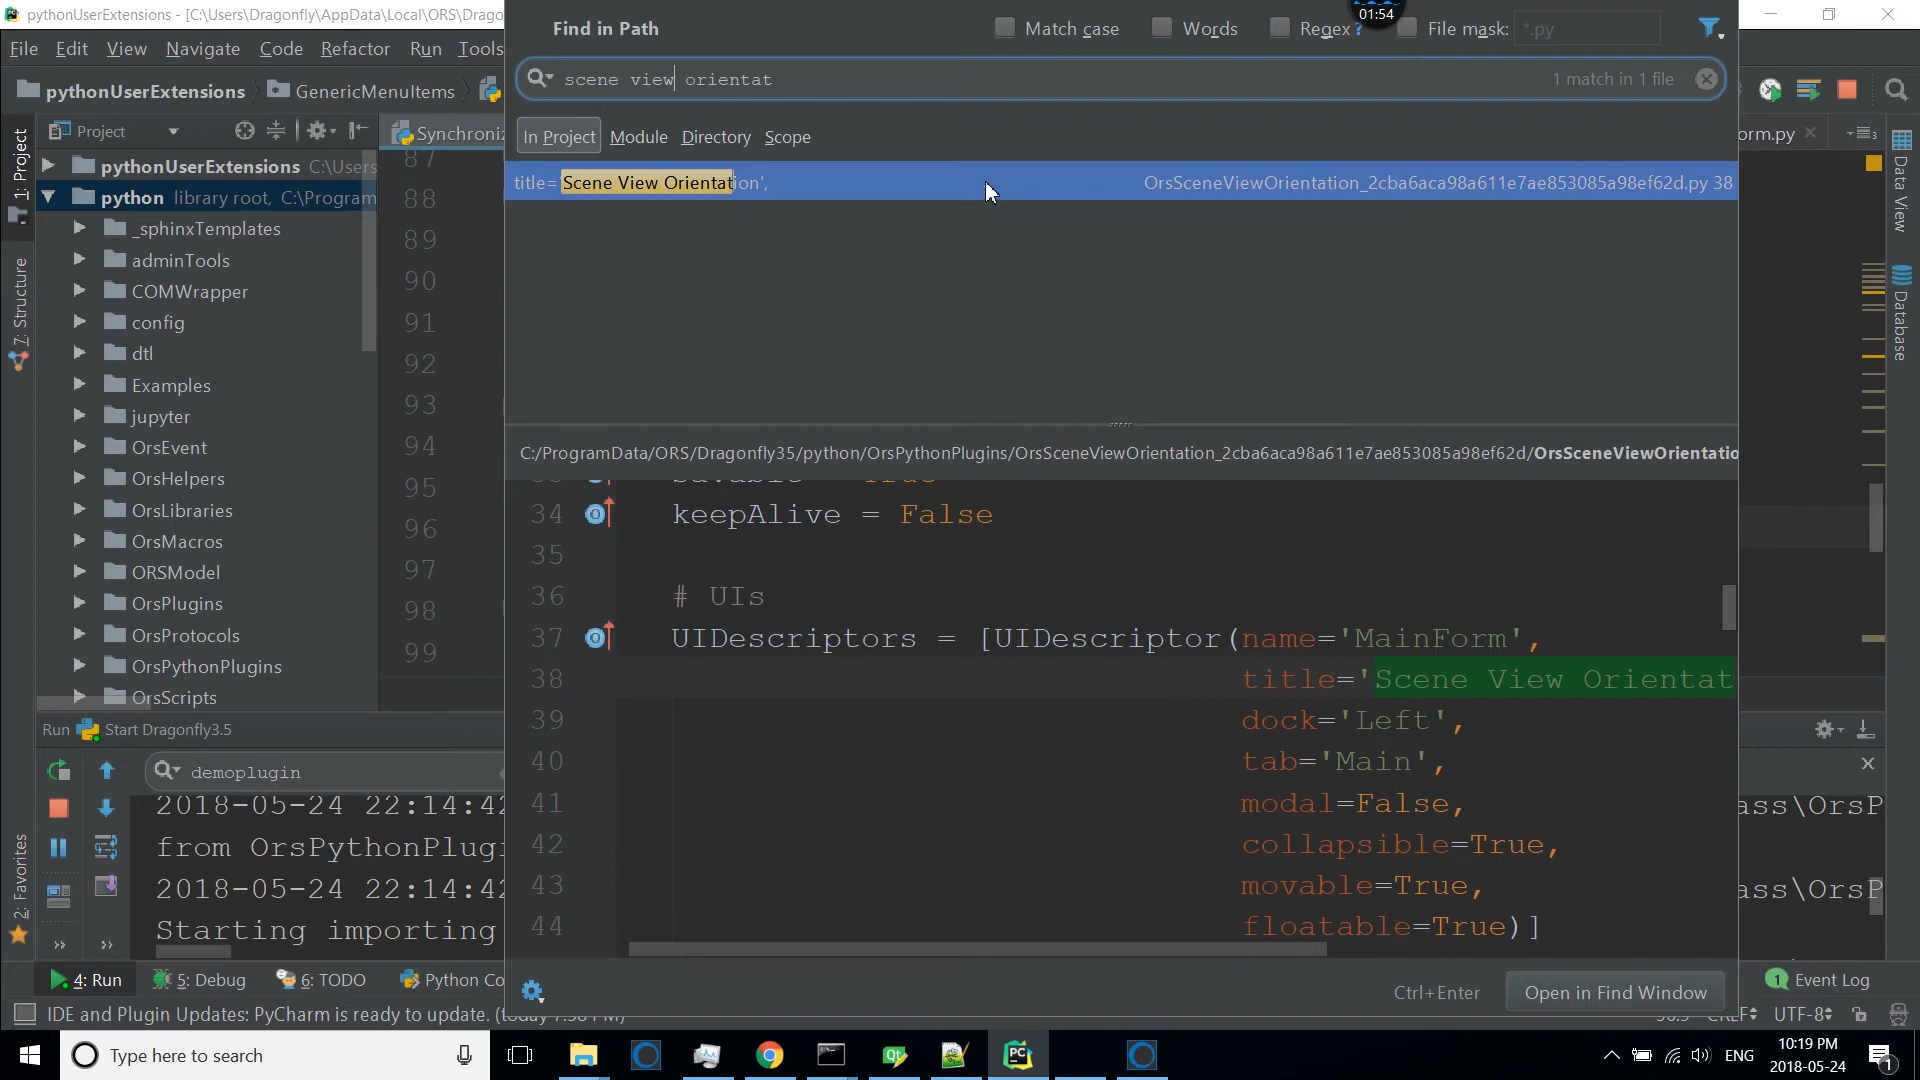 pythonUserExtensions - [C:\Users\Dragonfly\AppData\Local\ORS\Drago
01:54
File Edit View Navigate Code Refactor Run Tools
Find in Path
Match case
Words
Regex ?
File mask: *.py
scene view orientat
1 match in 1 file
pythonUserExtensions
GenericMenuItems
In Project Module Directory Scope
Project
Synchroniz
orm.py
title='Scene View Orientation',
OrsSceneViewOrientation_2cba6aca98a611e7ae853085a98ef62d.py 38
1: Project
7: Structure
2: Favorites
Data View
Database
pythonUserExtensions C:\Users
python library root, C:\Program
_sphinxTemplates
adminTools
COMWrapper
config
dtl
Examples
jupyter
OrsEvent
OrsHelpers
OrsLibraries
OrsMacros
ORSModel
OrsPlugins
OrsProtocols
OrsPythonPlugins
OrsScripts
87
88
89
90
91
92
93
94
95
96
97
98
99
C:/ProgramData/ORS/Dragonfly35/python/OrsPythonPlugins/OrsSceneViewOrientation_2cba6aca98a611e7ae853085a98ef62d/OrsSceneViewOrientatio
34 keepAlive = False
35
36 # UIs
37 UIDescriptors = [UIDescriptor(name='MainForm',
38 title='Scene View Orientat
39 dock='Left',
40 tab='Main',
41 modal=False,
42 collapsible=True,
43 movable=True,
44 floatable=True)]
Run Start Dragonfly3.5
demoplugin
2018-05-24 22:14:42
ass\OrsP
from OrsPythonPlugi
2018-05-24 22:14:42
ass\OrsP
Starting importing
Ctrl+Enter
Open in Find Window
4: Run 5: Debug 6: TODO Python Co
1 Event Log
IDE and Plugin Updates: PyCharm is ready to update. (today
UTF-8
Type here to search
ENG
10:19 PM
2018-05-24
1